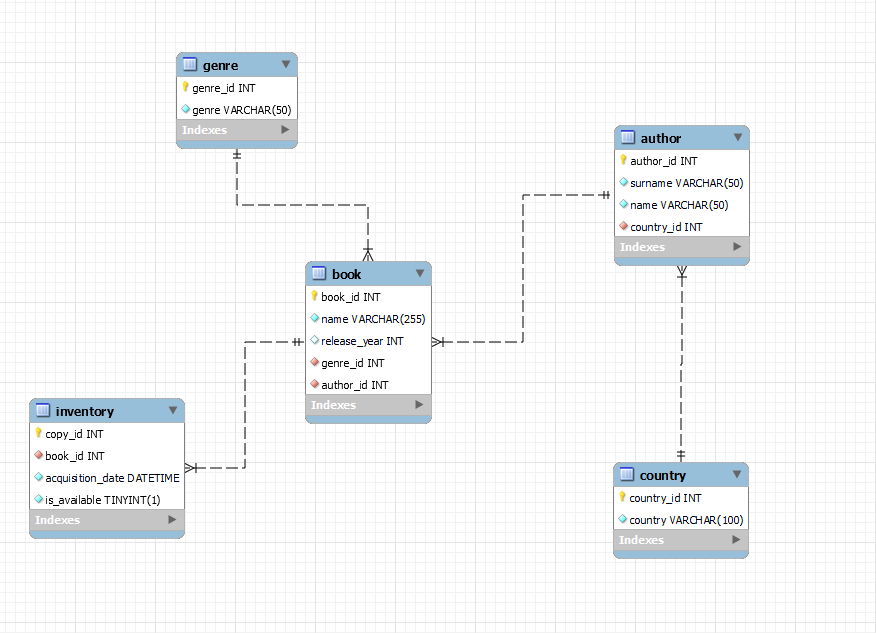 genre
genre_id INT
genre VARCHAR(50)
Indexes
author
author_id INT
surname VARCHAR(50)
name VARCHAR(50)
country_id INT
Indexes
book
book_id INT
name VARCHAR(255)
release_year INT
genre_id INT
author_id INT
Indexes
inventory
copy_id INT
book_id INT
acquisition_date DATETIME
is_available TINYINT(1)
Indexes
country
country_id INT
country VARCHAR(100)
Indexes